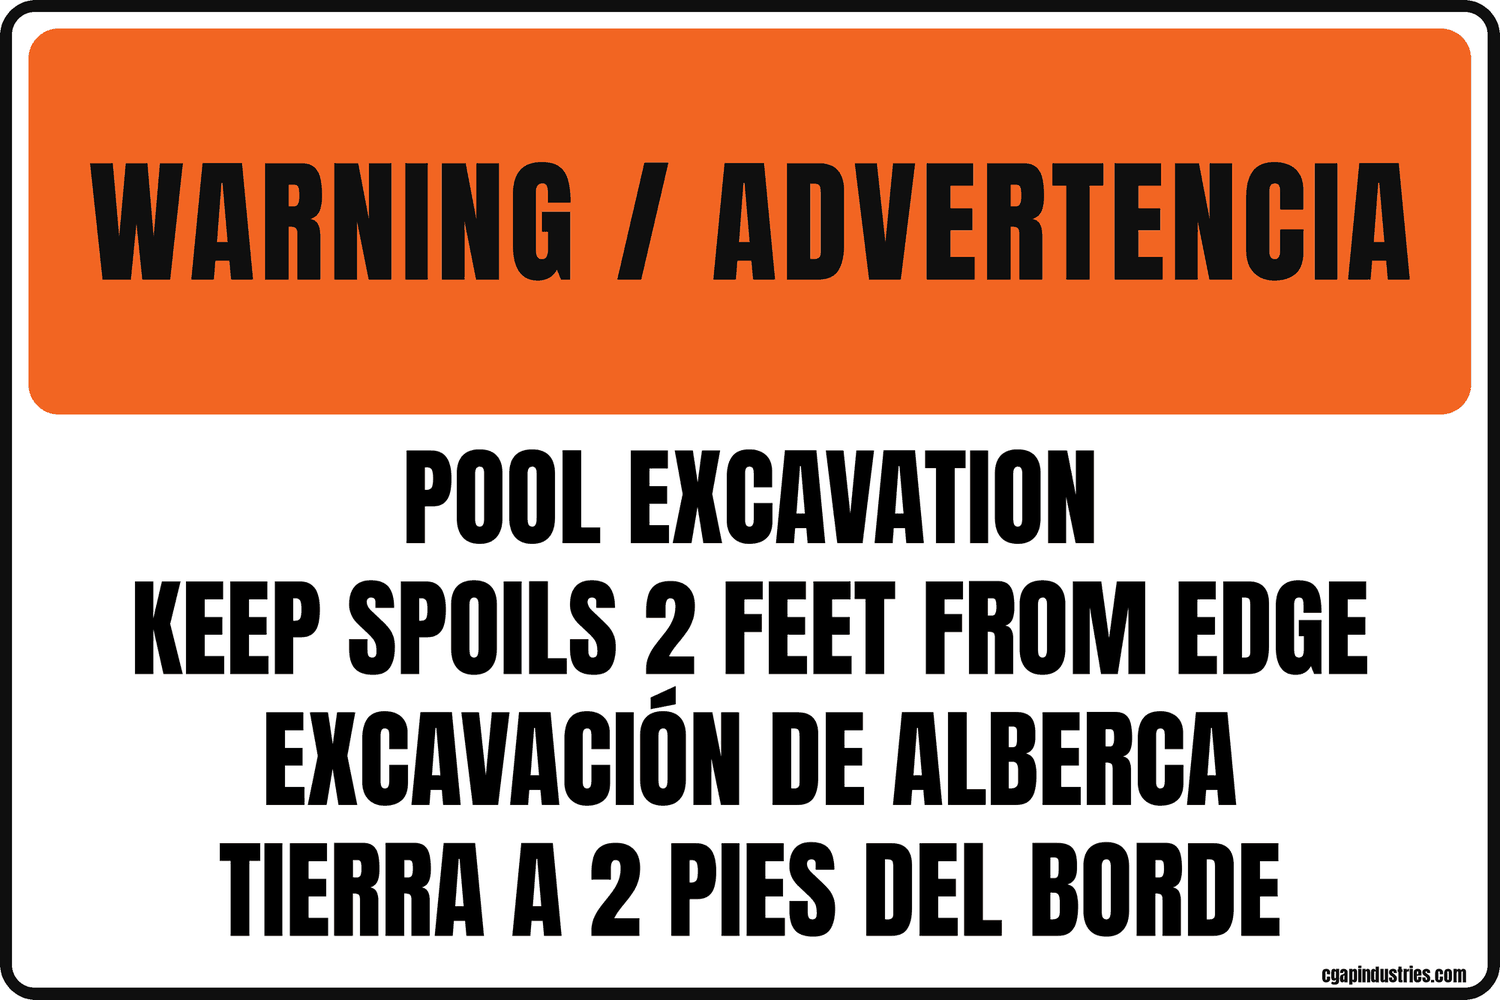 WARNING / ADVERTENCIA
POOL EXCAVATION
KEEP SPOILS 2 FEET FROM EDGE
EXCAVACIÓN DE ALBERCA
TIERRA A 2 PIES DEL BORDE
cgapindustries.com